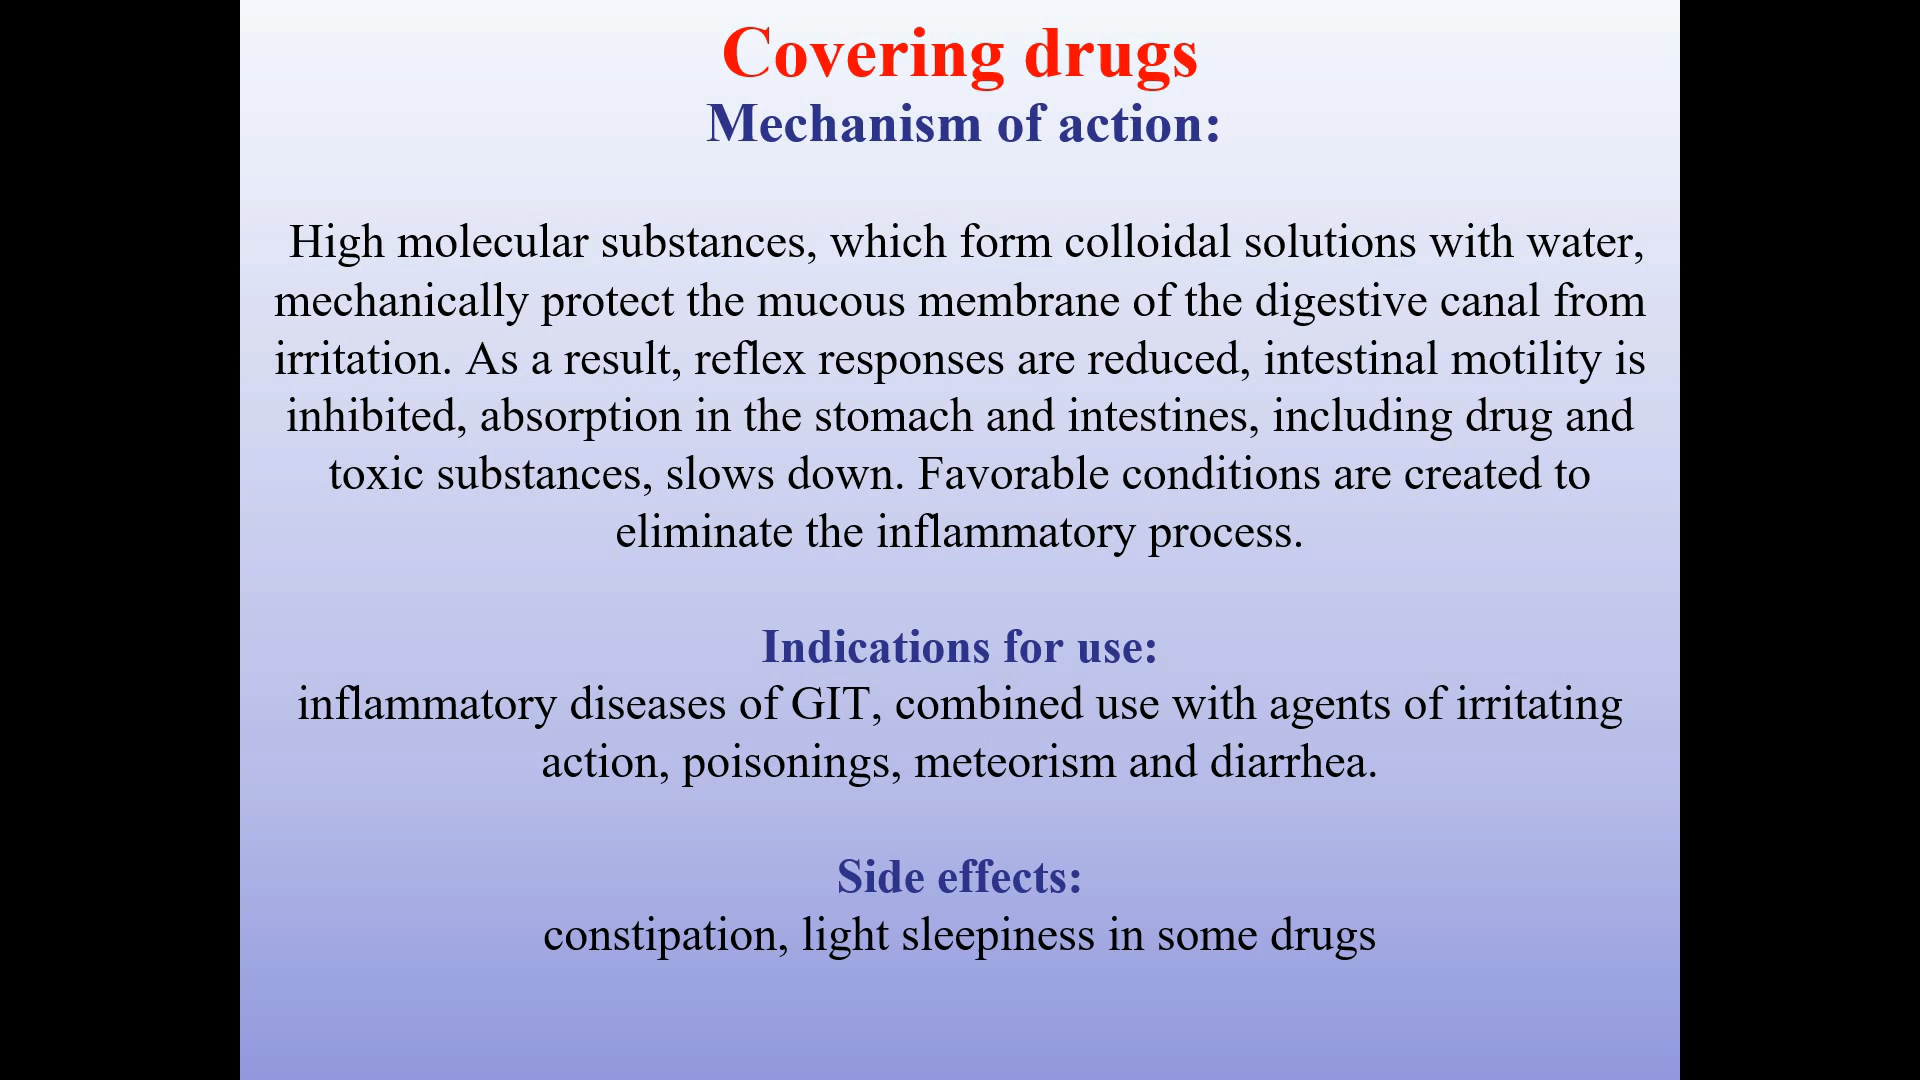 Covering drugs
Mechanism of action:
High molecular substances, which form colloidal solutions with water,
mechanically protect the mucous membrane of the digestive canal from
irritation. As a result, reflex responses are reduced, intestinal motility is
inhibited, absorption in the stomach and intestines, including drug and
toxic substances, slows down. Favorable conditions are created to
eliminate the inflammatory process.
Indications for use:
inflammatory diseases of GIT, combined use with agents of irritating
action, poisonings, meteorism and diarrhea.
Side effects:
constipation, light sleepiness in some drugs